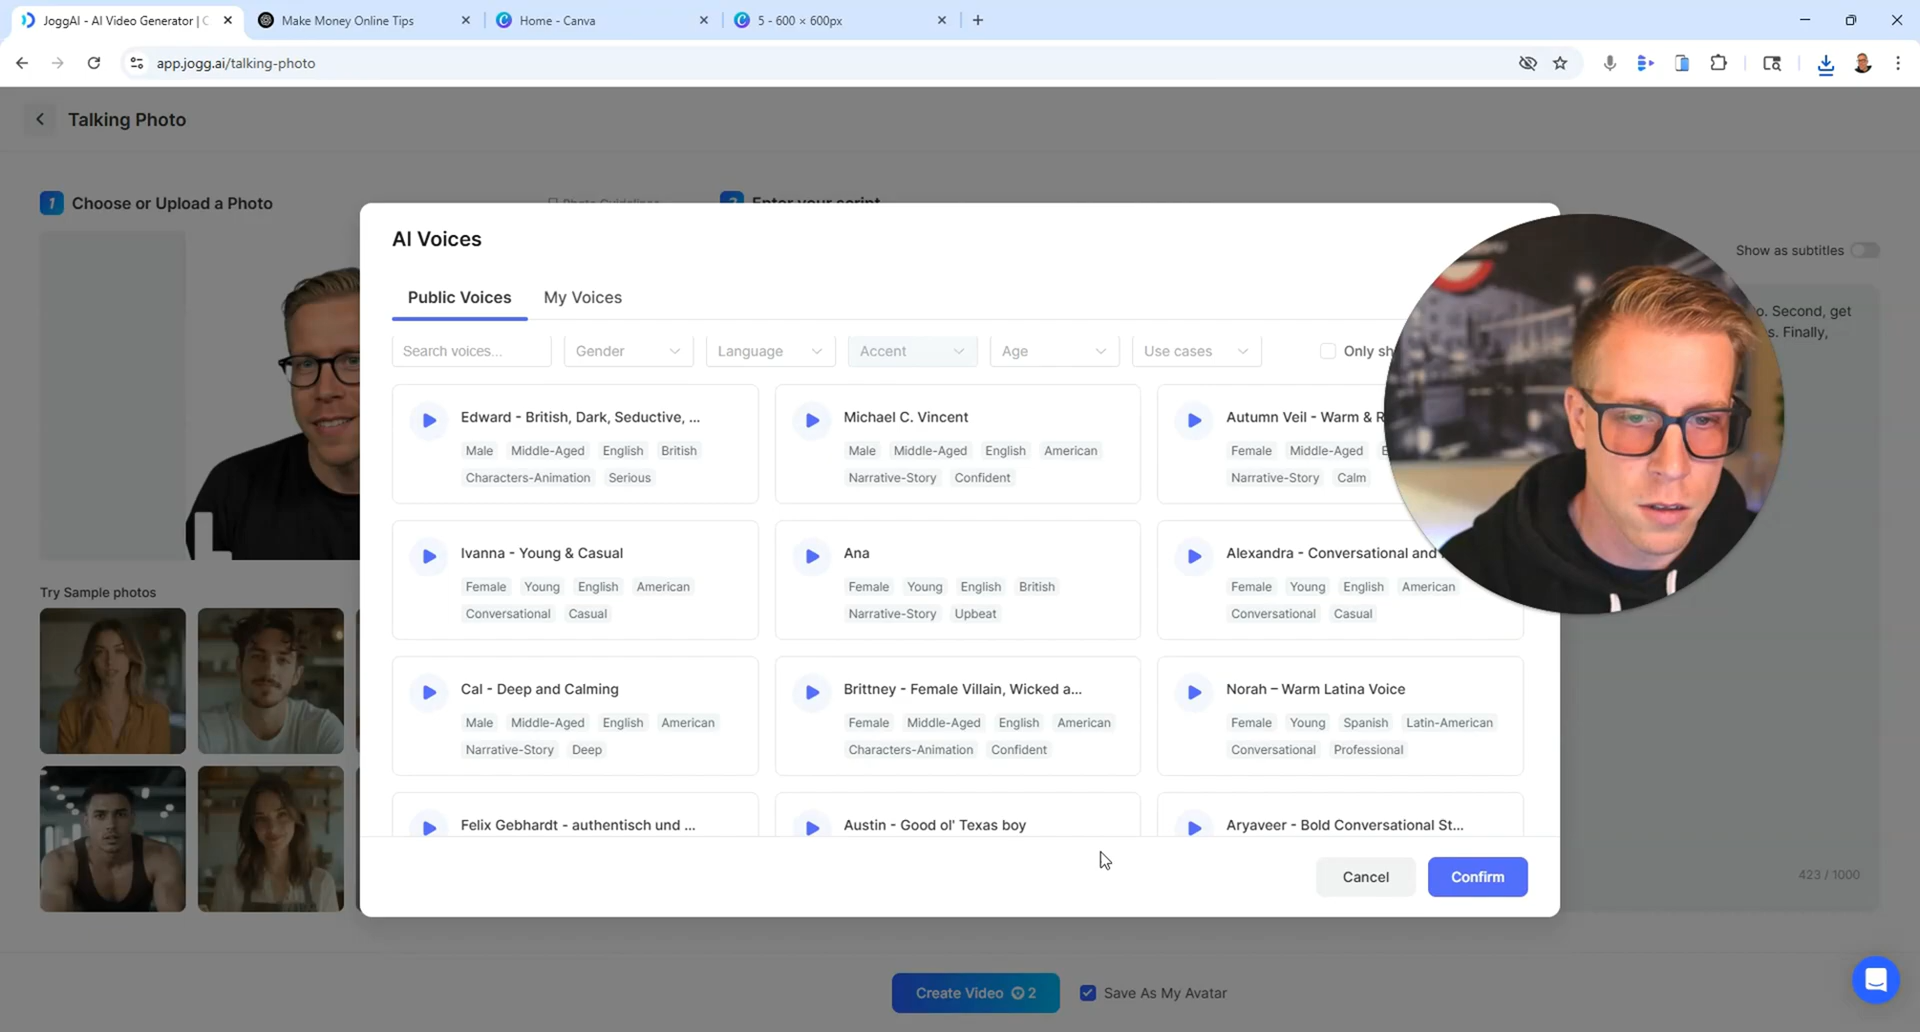 JoggAI - AI Video Generator | C
Make Money Online Tips
Home - Canva
5 - 600 × 600px
app.jogg.ai/talking-photo
Talking Photo
1 Choose or Upload a Photo
Photo Guidelines
2 Enter your script
AI Voices
Show as subtitles
Public Voices
My Voices
o. Second, get
s. Finally,
Search voices...
Gender
Language
Accent
Age
Use cases
Only sh
Edward - British, Dark, Seductive, ...
Male Middle-Aged English British
Characters-Animation Serious
Michael C. Vincent
Male Middle-Aged English American
Narrative-Story Confident
Autumn Veil - Warm & R
Female Middle-Aged E
Narrative-Story Calm
Ivanna - Young & Casual
Female Young English American
Conversational Casual
Ana
Female Young English British
Narrative-Story Upbeat
Alexandra - Conversational and
Female Young English American
Conversational Casual
Try Sample photos
Cal - Deep and Calming
Male Middle-Aged English American
Narrative-Story Deep
Brittney - Female Villain, Wicked a...
Female Middle-Aged English American
Characters-Animation Confident
Norah – Warm Latina Voice
Female Young Spanish Latin-American
Conversational Professional
Felix Gebhardt - authentisch und ...
Austin - Good ol' Texas boy
Aryaveer - Bold Conversational St...
Cancel
Confirm
423 / 1000
Create Video 2
Save As My Avatar